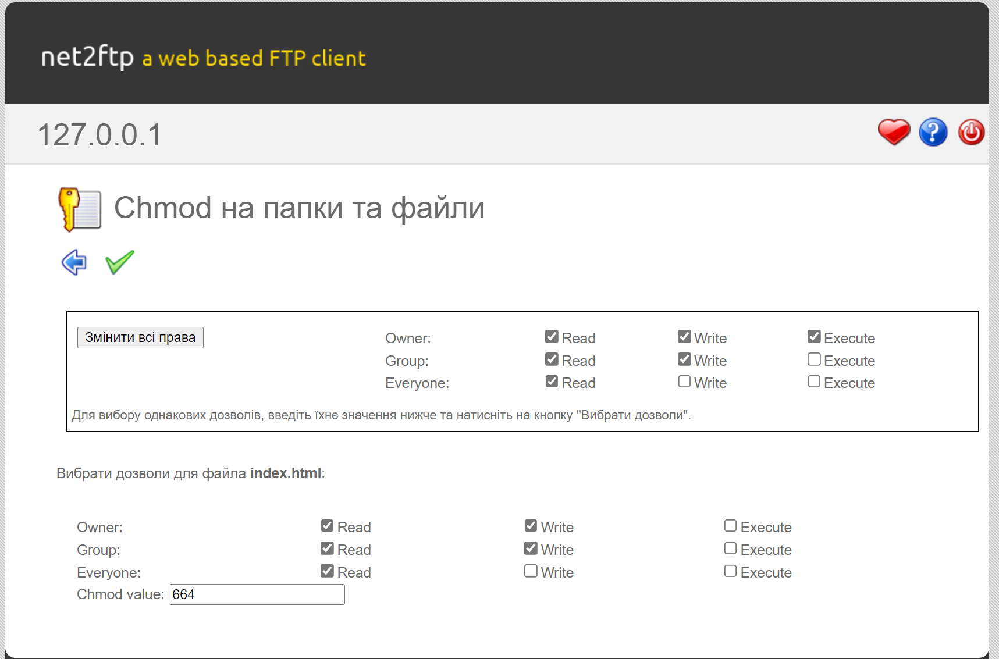 net2ftp a web based FTP client
127.0.0.1
Chmod на папки та файли
Змінити всі права
Owner: Read Write Execute
Group: Read Write Execute
Everyone: Read Write Execute
Для вибору однакових дозволів, введіть їхнє значення нижче та натисніть на кнопку "Вибрати дозволи".
Вибрати дозволи для файла index.html:
Owner: Read Write Execute
Group: Read Write Execute
Everyone: Read Write Execute
Chmod value: 664